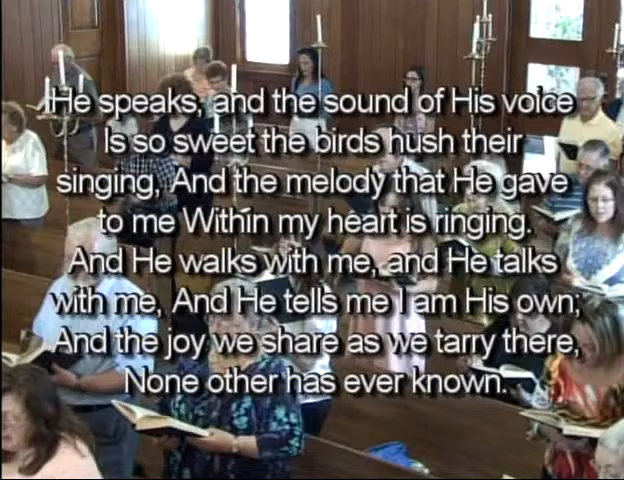 He speaks, and the sound of His voice
Is so sweet the birds hush their
singing, And the melody that He gave
to me Within my heart is ringing.
And He walks with me, and He talks
with me, And He tells me I am His own;
And the joy we share as we tarry there,
None other has ever known.